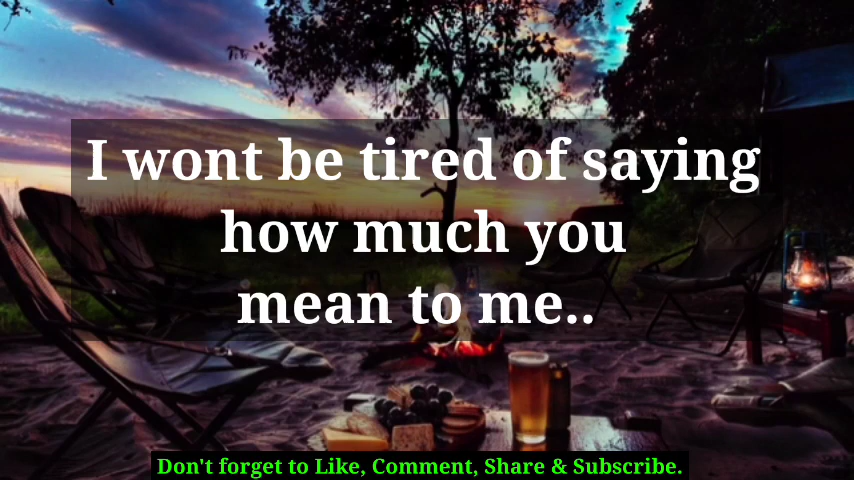 I wont be tired of saying
how much you
mean to me..
Don't forget to Like, Comment, Share & Subscribe.